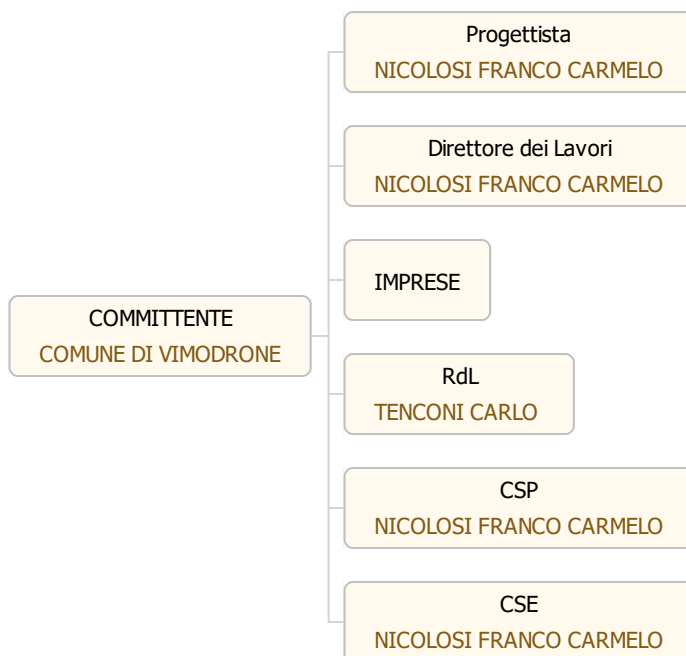 Progettista
NICOLOSI FRANCO CARMELO
Direttore dei Lavori
NICOLOSI FRANCO CARMELO
IMPRESE
COMMITTENTE
COMUNE DI VIMODRONE
RdL
TENCONI CARLO
CSP
NICOLOSI FRANCO CARMELO
CSE
NICOLOSI FRANCO CARMELO